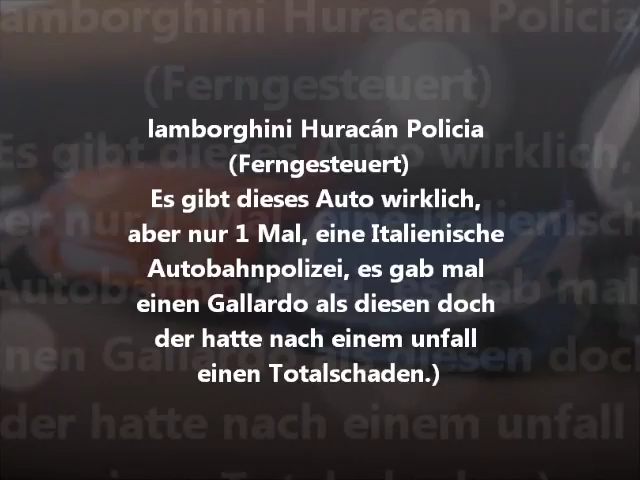 lamborghini Huracán Policia
(Ferngesteuert)
Es gibt dieses Auto wirklich,
aber nur 1 Mal, eine Italienische
Autobahnpolizei, es gab mal
einen Gallardo als diesen doch
der hatte nach einem unfall
einen Totalschaden.)